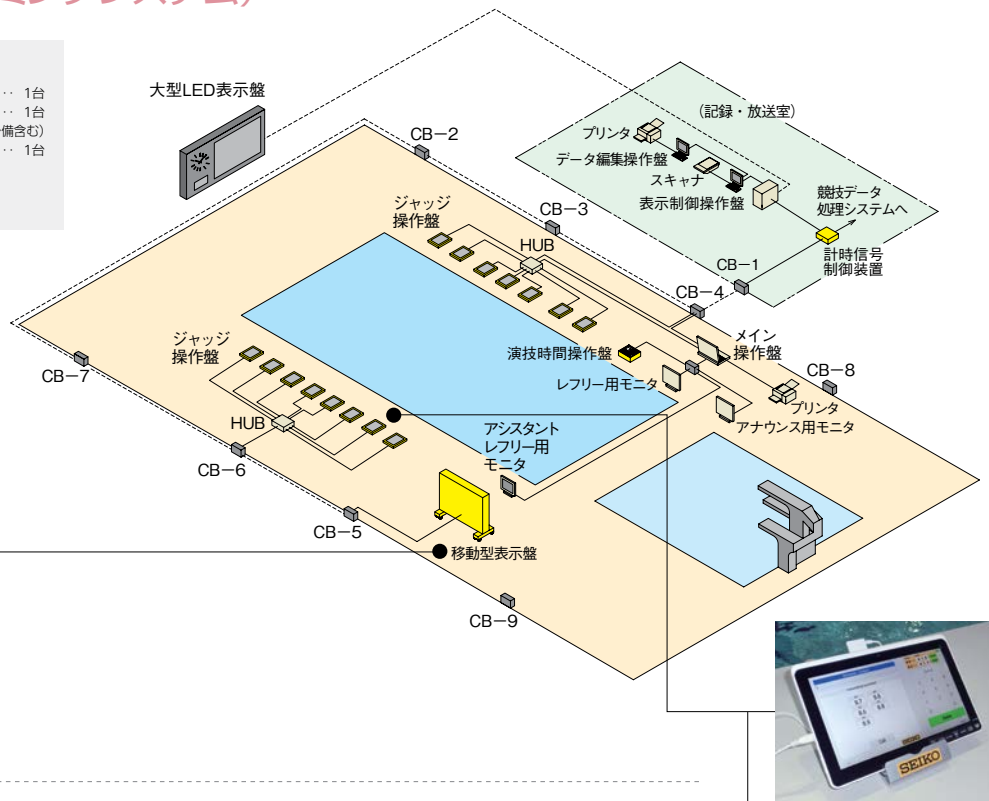 ミングシステム)
‥ 1台
‥ 1台
備含む)
‥ 1台
大型LED表示盤
(記録・放送室)
プリンタ
データ編集操作盤
スキャナ
表示制御操作盤
競技データ
処理システムへ
計時信号
制御装置
CB−1
CB−2
CB−3
CB−4
ジャッジ
操作盤
HUB
メイン
操作盤
演技時間操作盤
レフリー用モニタ
CB−8
プリンタ
アナウンス用モニタ
ジャッジ
操作盤
CB−7
HUB
CB−6
アシスタント
レフリー用
モニタ
CB−5
移動型表示盤
CB−9
SEIKO